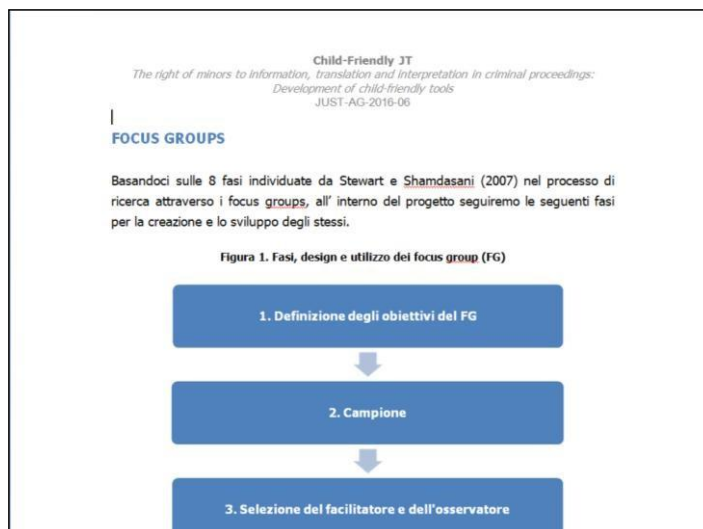 Child-Friendly JT
The right of minors to information, translation and interpretation in criminal proceedings:
Development of child-friendly tools
JUST-AG-2016-06
FOCUS GROUPS
Basandoci sulle 8 fasi individuate da Stewart e Shamdasani (2007) nel processo di
ricerca attraverso i focus groups, all' interno del progetto seguiremo le seguenti fasi
per la creazione e lo sviluppo degli stessi.
Figura 1. Fasi, design e utilizzo dei focus group (FG)
1. Definizione degli obiettivi del FG
2. Campione
3. Selezione del facilitatore e dell'osservatore